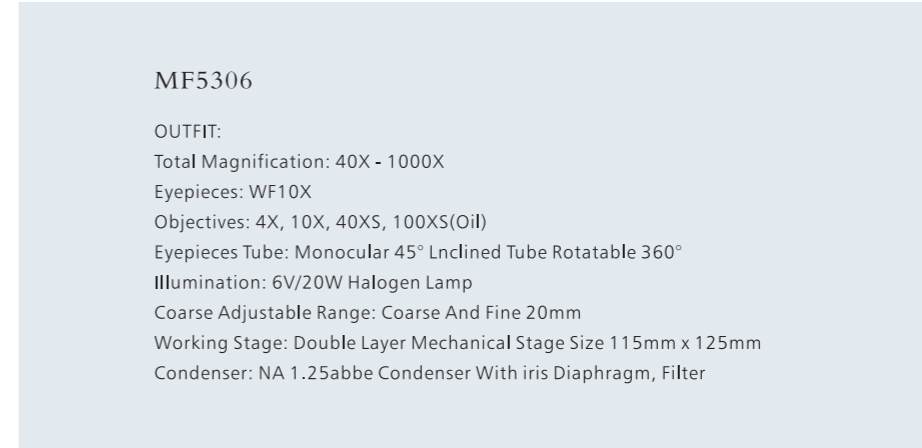 MF5306
OUTFIT:
Total Magnification: 40X - 1000X
Eyepieces: WF10X
Objectives: 4X, 10X, 40XS, 100XS(Oil)
Eyepieces Tube: Monocular 45° Lnclined Tube Rotatable 360°
Illumination: 6V/20W Halogen Lamp
Coarse Adjustable Range: Coarse And Fine 20mm
Working Stage: Double Layer Mechanical Stage Size 115mm x 125mm
Condenser: NA 1.25abbe Condenser With iris Diaphragm, Filter